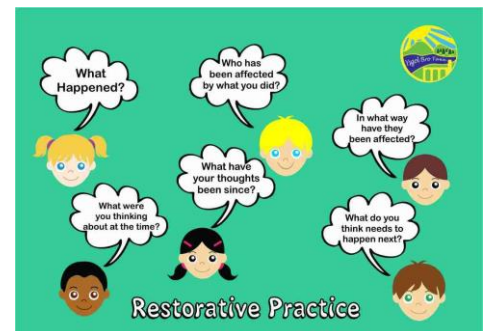 What
Happened?
Who has
been affected
by what you did?
In what way
have they
been affected?
What have
your thoughts
been since?
What were
you thinking
about at the time?
What do you
think needs to
happen next?
Restorative Practice